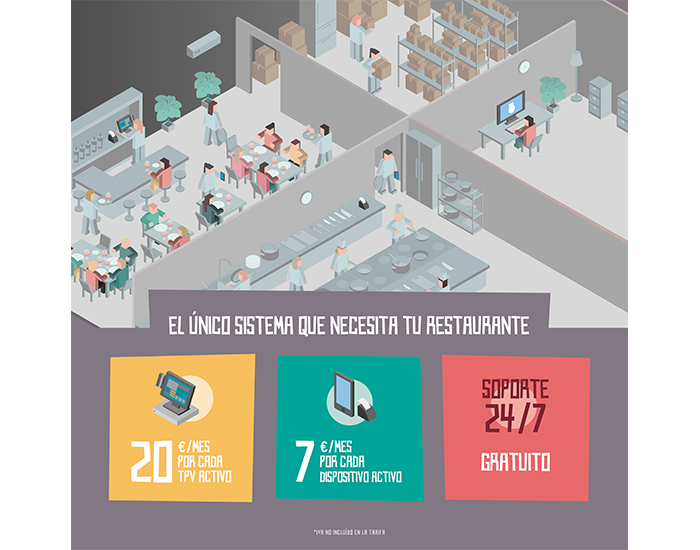 EL ÚNICO SISTEMA QUE NECESITA TU RESTAURANTE
20 €/MES
POR CADA
TPV ACTIVO
7 €/MES
POR CADA
DISPOSITIVO ACTIVO
SOPORTE
24/7
GRATUITO
*IVA NO INCLUÍDO EN LA TARIFA